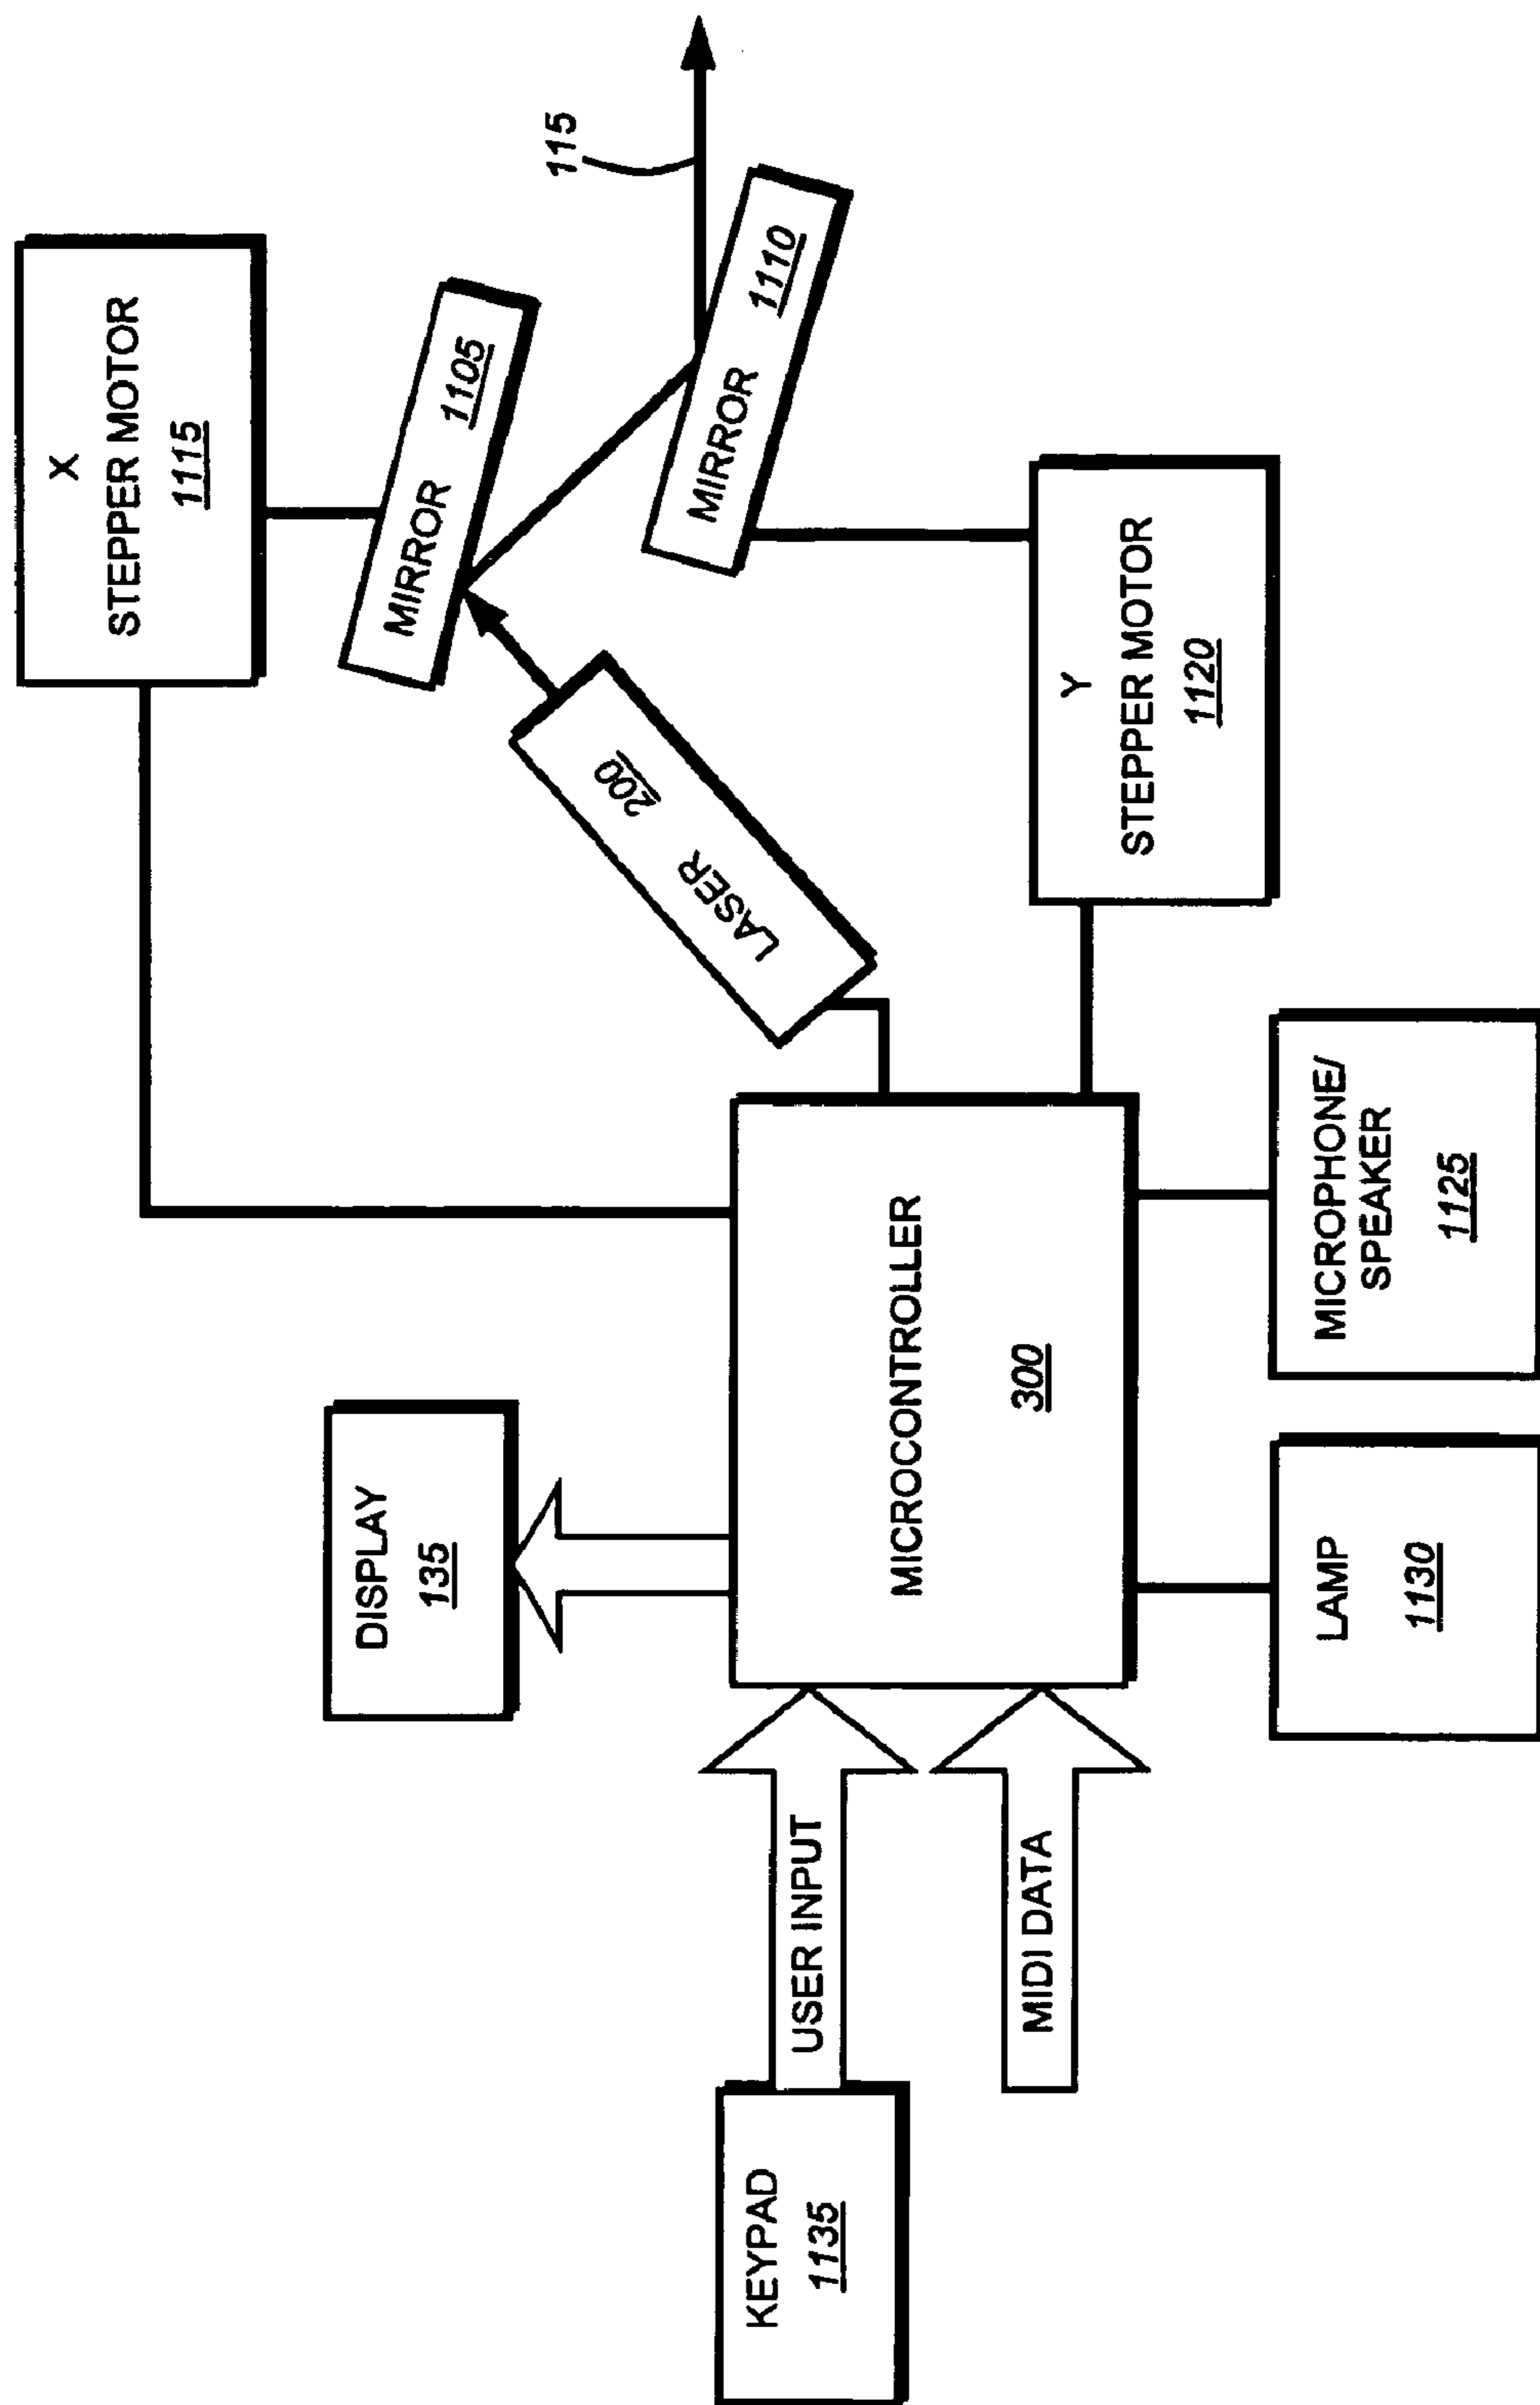 X
STEPPER MOTOR
1115
MIRROR 1105
115
MIRROR 1110
LASER 200
Y
STEPPER MOTOR
1120
DISPLAY
135
MICROCONTROLLER
300
KEYPAD
1135
USER INPUT
MIDI DATA
LAMP
1130
MICROPHONE/
SPEAKER
1125